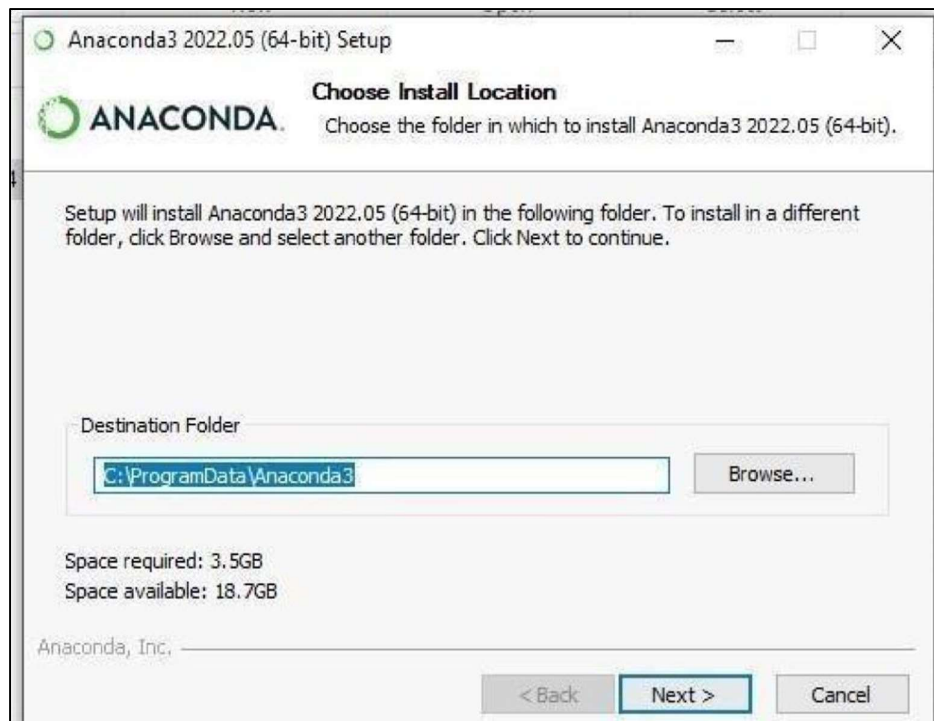 Anaconda3 2022.05 (64-bit) Setup
ANACONDA.
Choose Install Location
Choose the folder in which to install Anaconda3 2022.05 (64-bit).
Setup will install Anaconda3 2022.05 (64-bit) in the following folder. To install in a different
folder, click Browse and select another folder. Click Next to continue.
Destination Folder
C:\ProgramData\Anaconda3
Browse...
Space required: 3.5GB
Space available: 18.7GB
Anaconda, Inc.
< Back
Next >
Cancel